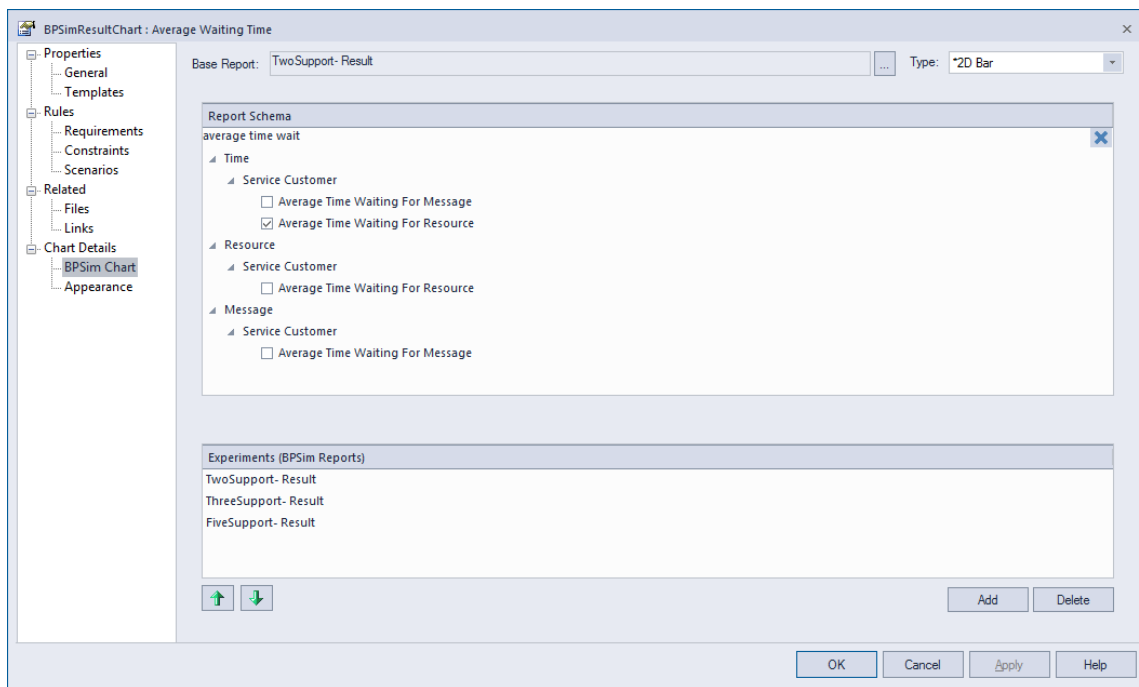 BPSimResultChart : Average Waiting Time
Properties
General
Templates
Rules
Requirements
Constraints
Scenarios
Related
Files
Links
Chart Details
BPSim Chart
Appearance
Base Report: TwoSupport- Result ... Type: *2D Bar
Report Schema
average time wait
Time
Service Customer
Average Time Waiting For Message
Average Time Waiting For Resource
Resource
Service Customer
Average Time Waiting For Resource
Message
Service Customer
Average Time Waiting For Message
Experiments (BPSim Reports)
TwoSupport- Result
ThreeSupport- Result
FiveSupport- Result
Add Delete
OK Cancel Apply Help